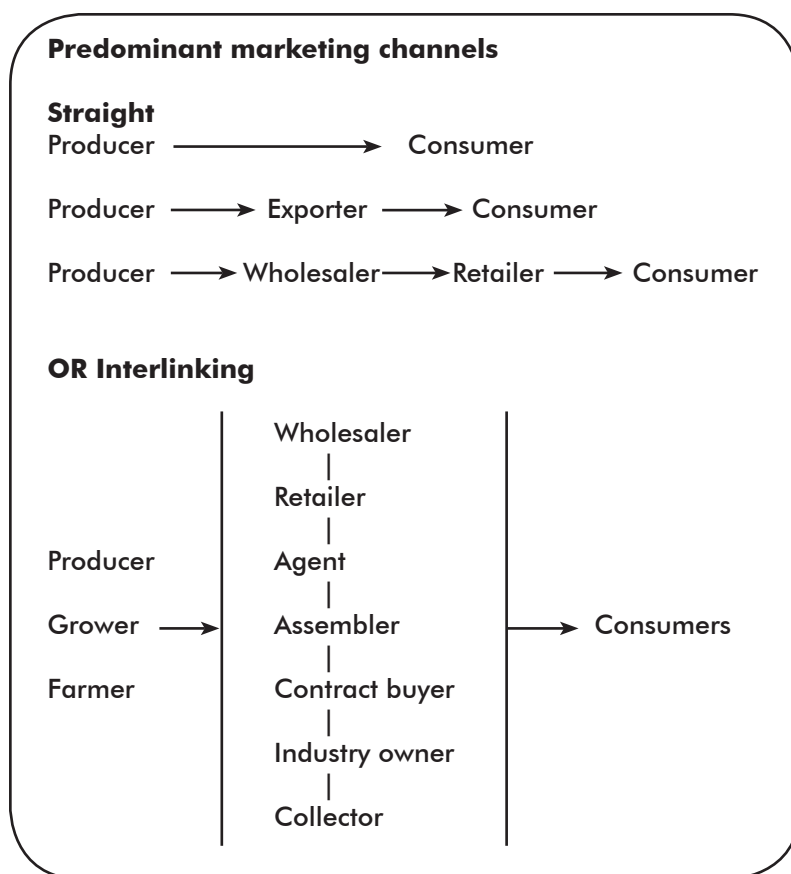 Predominant marketing channels
Straight
Producer Consumer
Producer Exporter Consumer
Producer Wholesaler Retailer Consumer
OR Interlinking
Wholesaler
Retailer
Producer Agent
Grower Assembler Consumers
Farmer Contract buyer
Industry owner
Collector